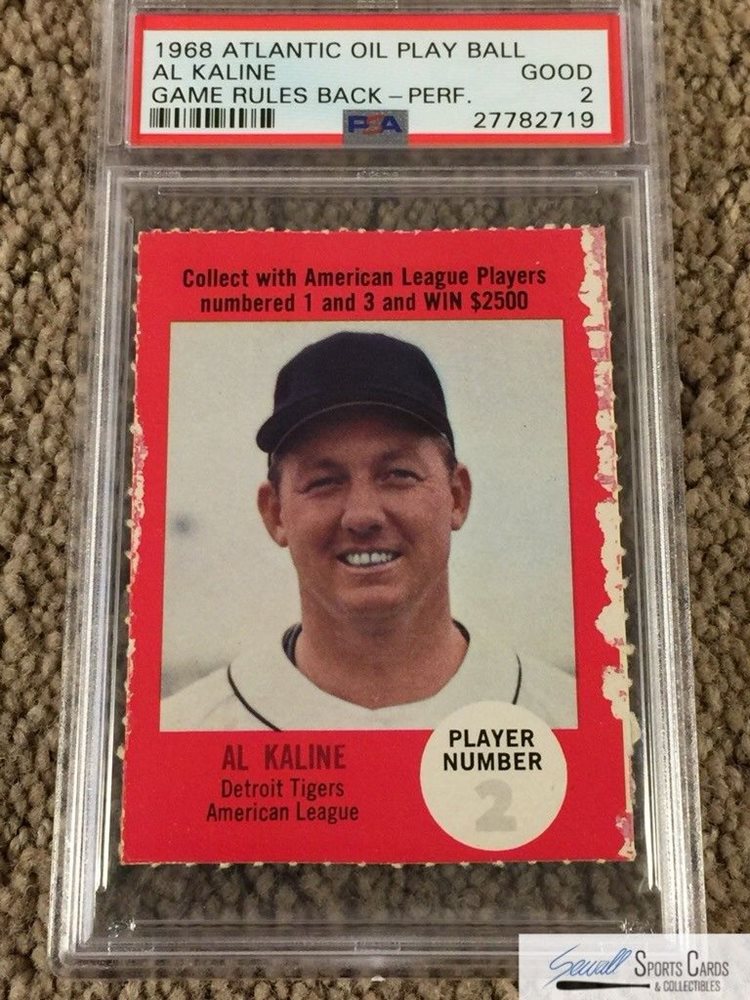 1968 ATLANTIC OIL PLAY BALL
AL KALINE GOOD
GAME RULES BACK – PERF. 2
PSA 27782719
Collect with American League Players
numbered 1 and 3 and WIN $2500
AL KALINE
Detroit Tigers
American League
PLAYER
NUMBER
2
Sewall SPORTS CARDS
& COLLECTIBLES